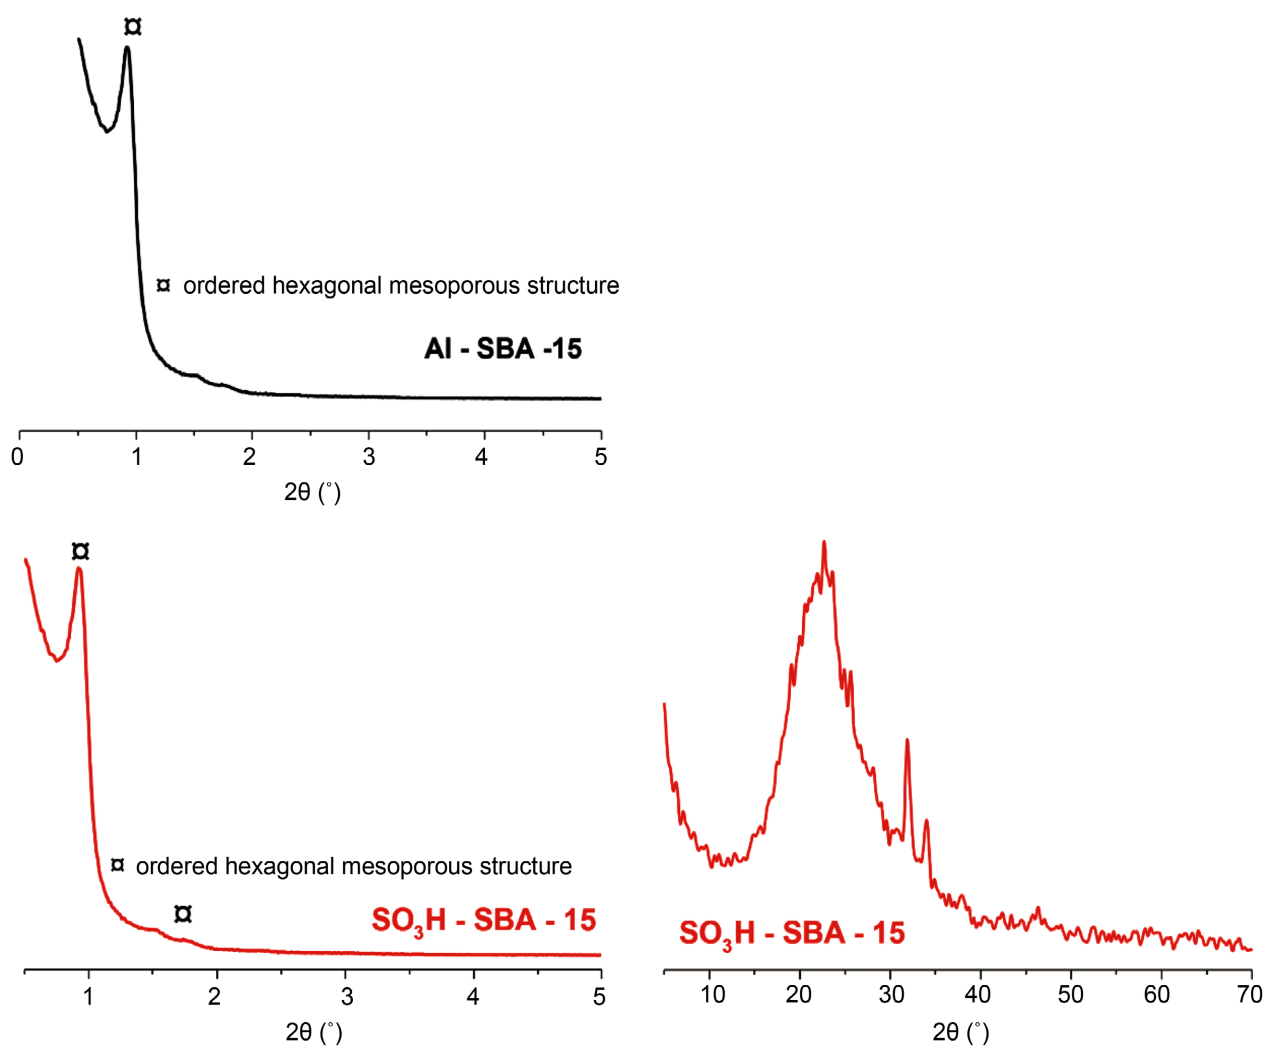 ¤
¤ ordered hexagonal mesoporous structure
Al - SBA -15
0 1 2 3 4 5
2θ (°)
¤
¤ ordered hexagonal mesoporous structure
¤
SO₃H - SBA - 15
1 2 3 4 5
2θ (°)
SO₃H - SBA - 15
10 20 30 40 50 60 70
2θ (°)